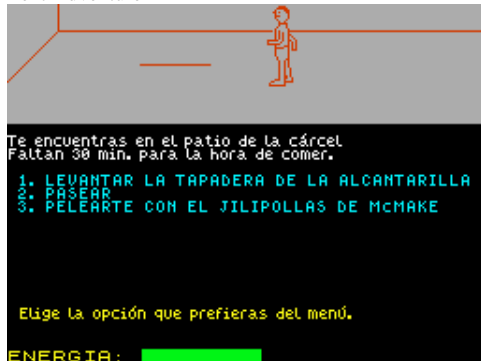 Te encuentras en el patio de la cárcel
Faltan 30 min. para la hora de comer.
1. LEVANTAR LA TAPADERA DE LA ALCANTARILLA
2. PASEAR
3. PELEARTE CON EL JILIPOLLAS DE McMAKE
Elige la opción que prefieras del menú.
ENERGIA: